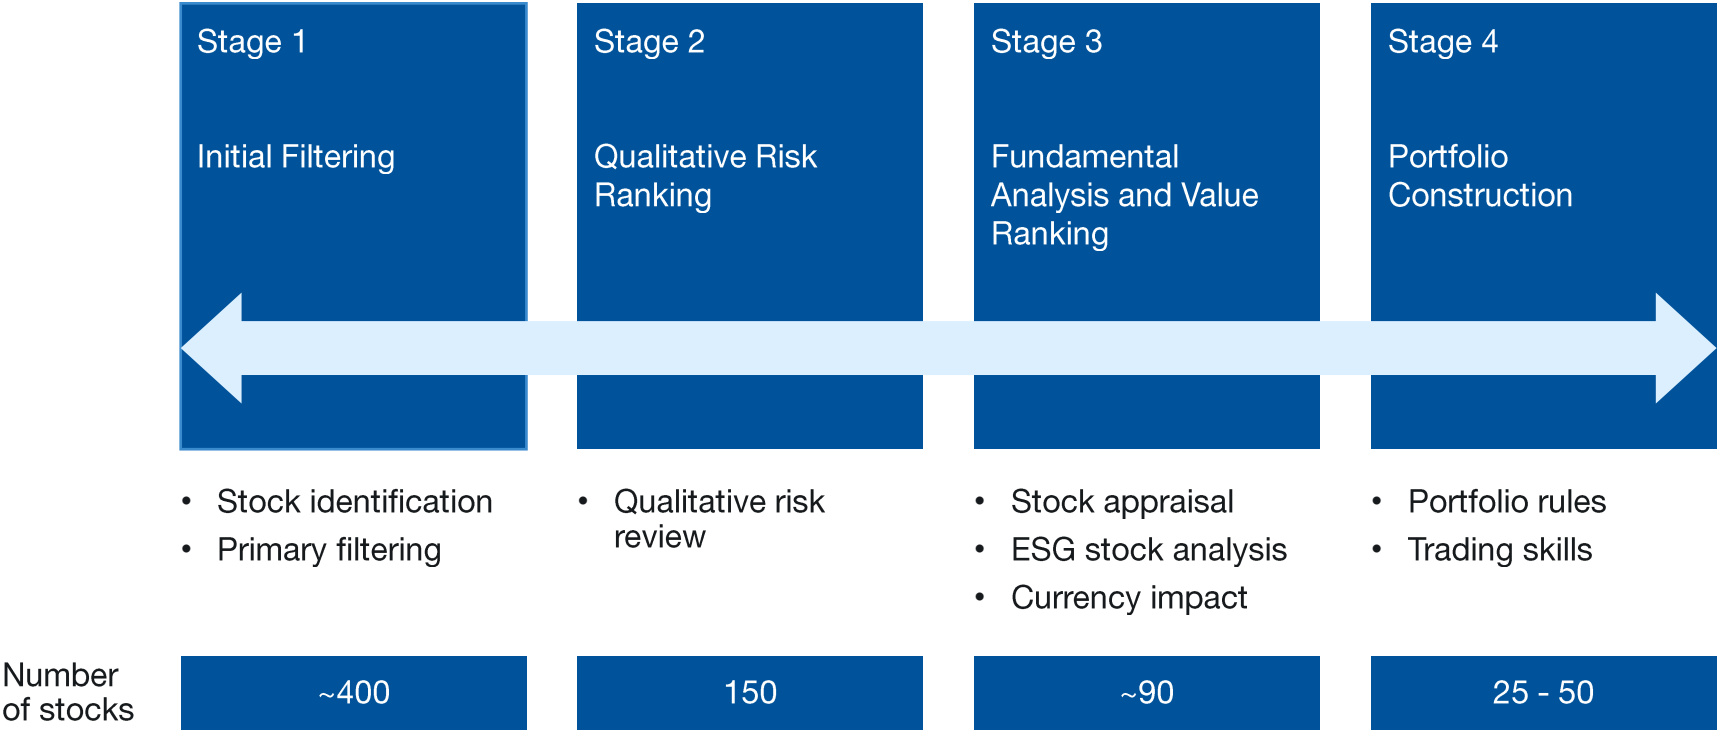 Stage 1
Initial Filtering
Stage 2
Qualitative Risk
Ranking
Stage 3
Fundamental
Analysis and Value
Ranking
Stage 4
Portfolio
Construction
• Stock identification
• Primary filtering
• Qualitative risk
review
• Stock appraisal
• ESG stock analysis
• Currency impact
• Portfolio rules
• Trading skills
Number
of stocks
~400
150
~90
25 - 50